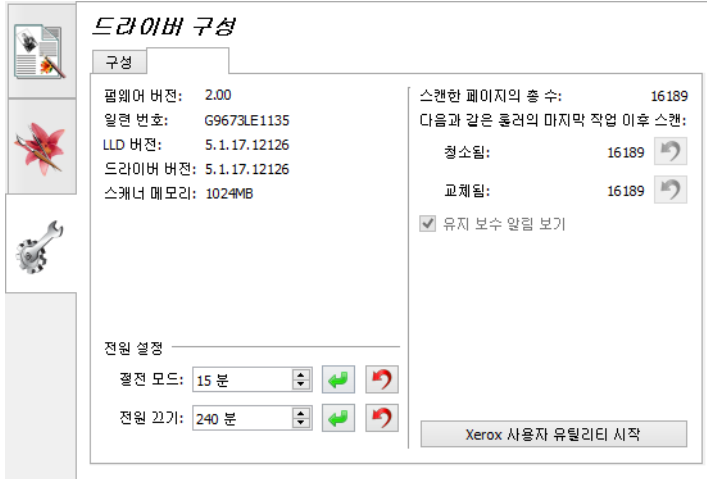 드라이버 구성
구성
펌웨어 버전: 2.00
일련 번호: G9673LE1135
LLD 버전: 5.1.17.12126
드라이버 버전: 5.1.17.12126
스캐너 메모리: 1024MB
전원 설정
절전 모드: 15 분
전원 끄기: 240 분
스캔한 페이지의 총 수: 16189
다음과 같은 롤러의 마지막 작업 이후 스캔:
청소됨: 16189
교체됨: 16189
유지 보수 알림 보기
Xerox 사용자 유틸리티 시작